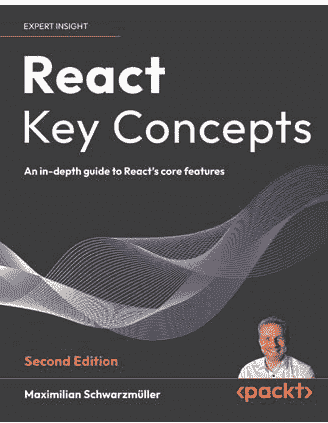 EXPERT INSIGHT
React
Key Concepts
An in-depth guide to React's core features
Second Edition
Maximilian Schwarzmüller
<packt>